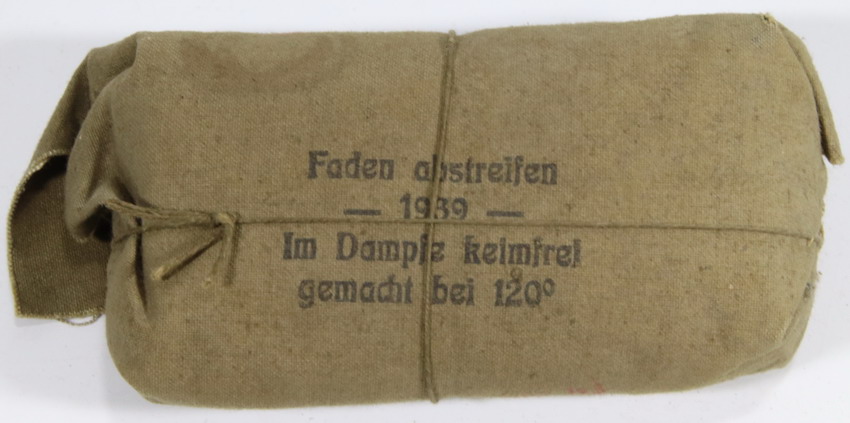 Faden abstreifen
— 1939 —
Im Dampfe keimfrei
gemacht bei 120°